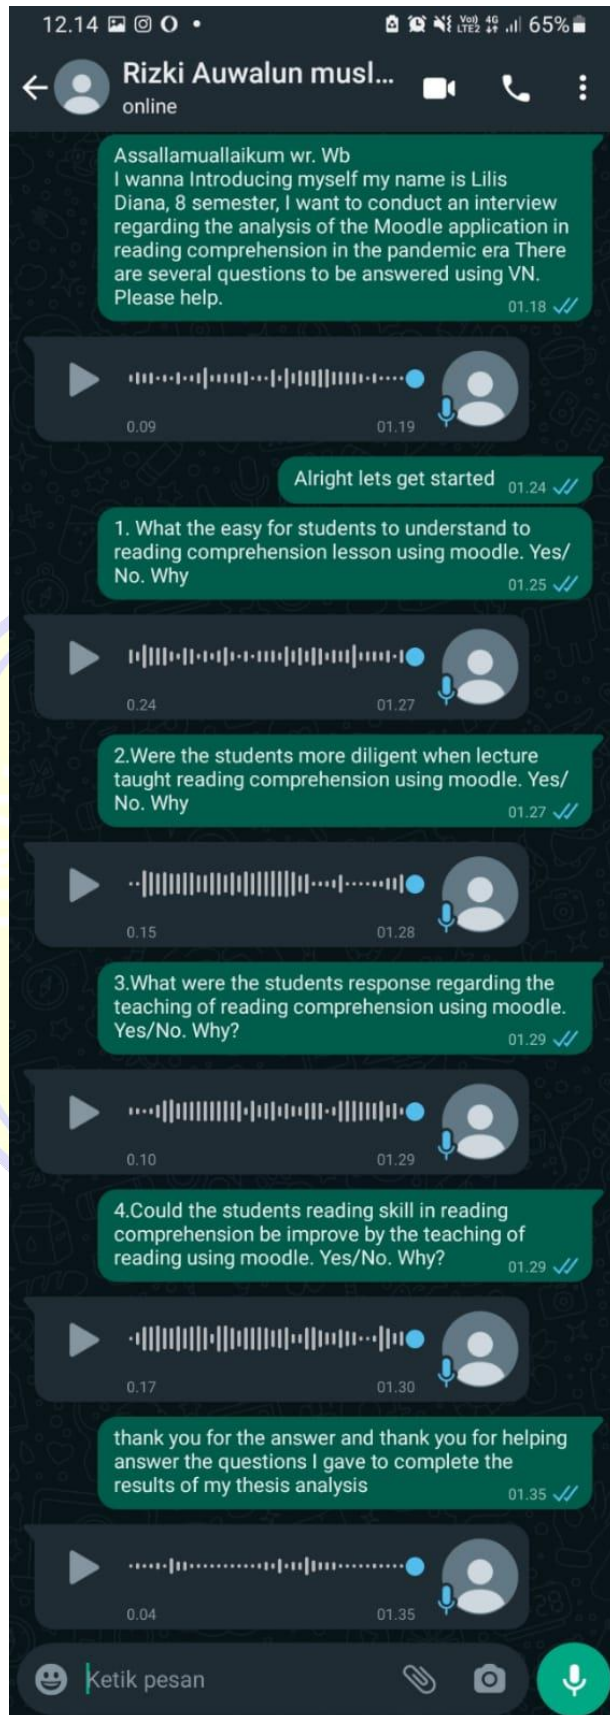 12.14 65%
Rizki Auwalun musl...
online
Assallamuallaikum wr. Wb
I wanna Introducing myself my name is Lilis
Diana, 8 semester, I want to conduct an interview
regarding the analysis of the Moodle application in
reading comprehension in the pandemic era There
are several questions to be answered using VN.
Please help.
01.18
0.09 01.19
Alright lets get started 01.24
1. What the easy for students to understand to
reading comprehension lesson using moodle. Yes/
No. Why
01.25
0.24 01.27
2.Were the students more diligent when lecture
taught reading comprehension using moodle. Yes/
No. Why
01.27
0.15 01.28
3.What were the students response regarding the
teaching of reading comprehension using moodle.
Yes/No. Why?
01.29
0.10 01.29
4.Could the students reading skill in reading
comprehension be improve by the teaching of
reading using moodle. Yes/No. Why?
01.29
0.17 01.30
thank you for the answer and thank you for helping
answer the questions I gave to complete the
results of my thesis analysis
01.35
0.04 01.35
Ketik pesan